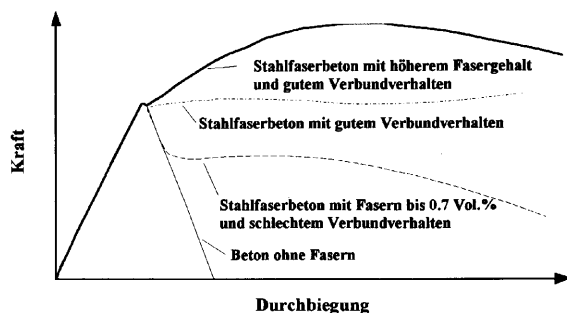 Stahlfaserbeton mit höherem Fasergehalt
und gutem Verbundverhalten
Stahlfaserbeton mit gutem Verbundverhalten
Kraft
Stahlfaserbeton mit Fasern bis 0.7 Vol.%
und schlechtem Verbundverhalten
Beton ohne Fasern
Durchbiegung